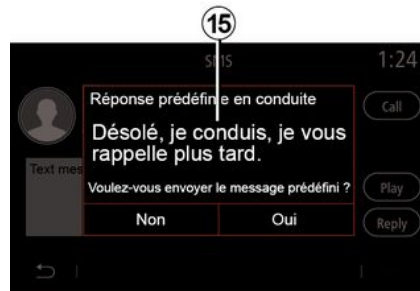 15
SMS
1:24
Réponse prédéfinie en conduite
Call
Désolé, je conduis, je vous
rappelle plus tard.
Text mes
Voulez-vous envoyer le message prédéfini ?
Play
Non
Oui
Reply